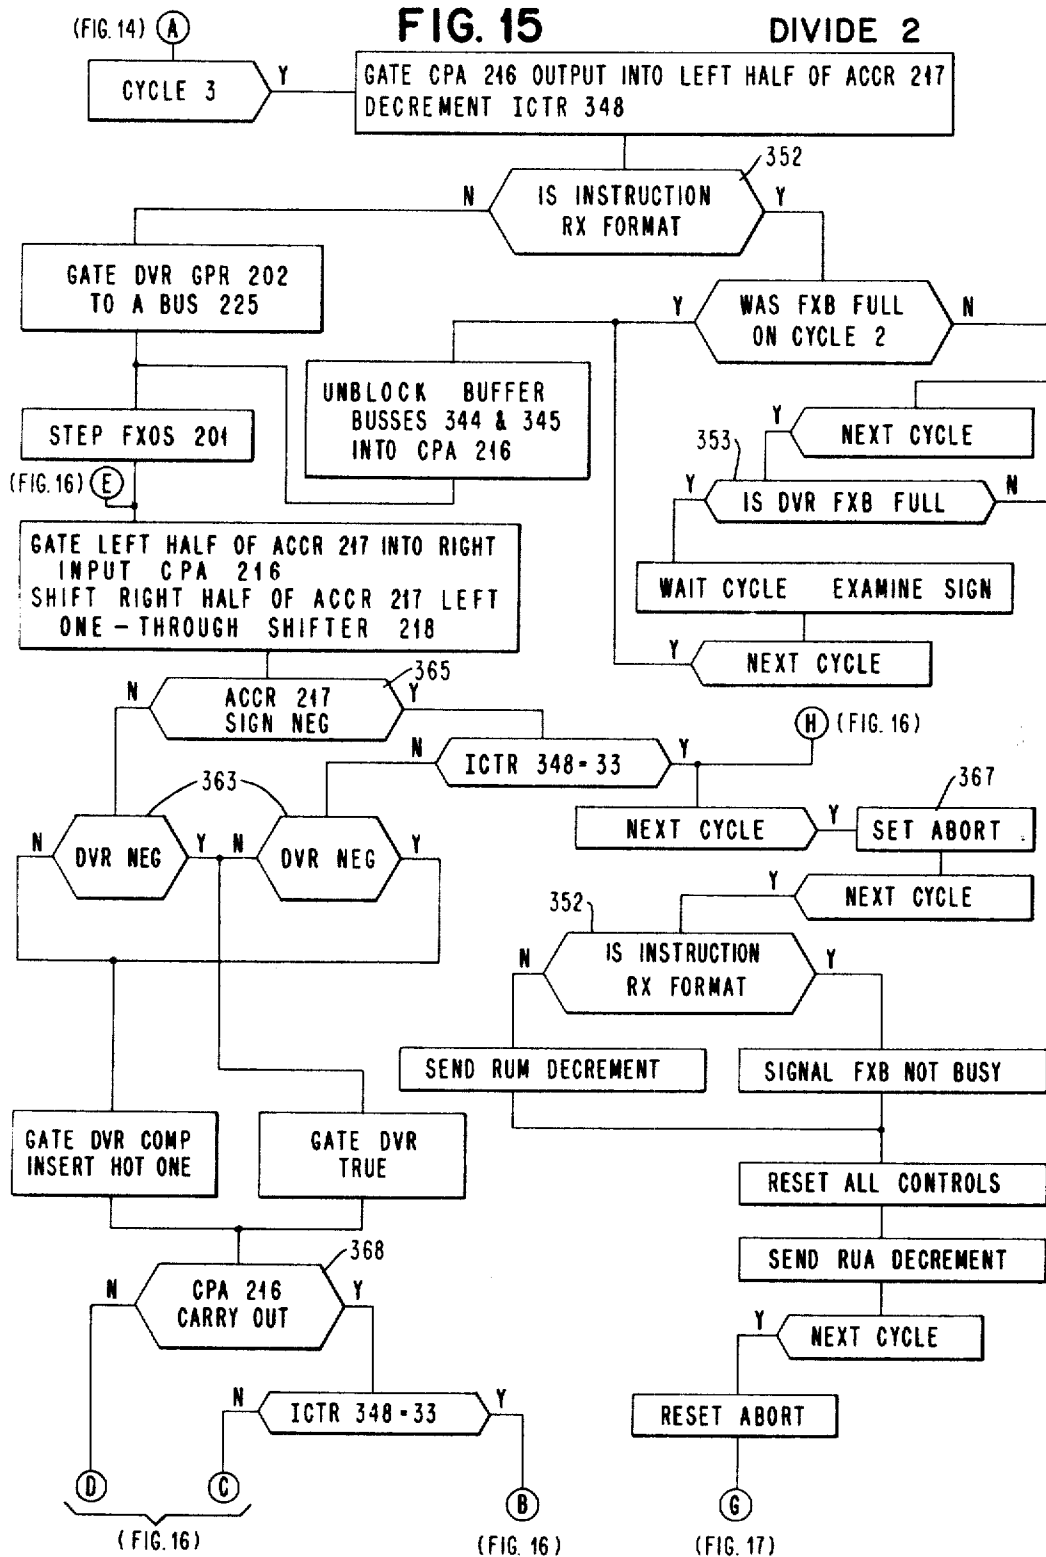 (FIG. 14) A
FIG. 15
DIVIDE 2
CYCLE 3
Y
GATE CPA 216 OUTPUT INTO LEFT HALF OF ACCR 217
DECREMENT ICTR 348
352
N
IS INSTRUCTION
RX FORMAT
Y
GATE DVR GPR 202
TO A BUS 225
Y
WAS FXB FULL
ON CYCLE 2
N
UNBLOCK BUFFER
BUSSES 344 & 345
INTO CPA 216
STEP FXOS 201
Y
NEXT CYCLE
353
(FIG. 16) E
Y
IS DVR FXB FULL
N
GATE LEFT HALF OF ACCR 217 INTO RIGHT
INPUT CPA 216
SHIFT RIGHT HALF OF ACCR 217 LEFT
ONE - THROUGH SHIFTER 218
WAIT CYCLE EXAMINE SIGN
Y
NEXT CYCLE
365
N
ACCR 217
SIGN NEG
Y
H (FIG. 16)
N
ICTR 348 = 33
Y
363
367
NEXT CYCLE
Y
SET ABORT
N
DVR NEG
Y
N
DVR NEG
Y
Y
NEXT CYCLE
352
N
IS INSTRUCTION
RX FORMAT
Y
SEND RUM DECREMENT
SIGNAL FXB NOT BUSY
GATE DVR COMP
INSERT HOT ONE
GATE DVR
TRUE
RESET ALL CONTROLS
SEND RUA DECREMENT
368
N
CPA 216
CARRY OUT
Y
Y
NEXT CYCLE
N
ICTR 348 = 33
Y
RESET ABORT
D
C
B
G
(FIG. 16)
(FIG. 16)
(FIG. 17)